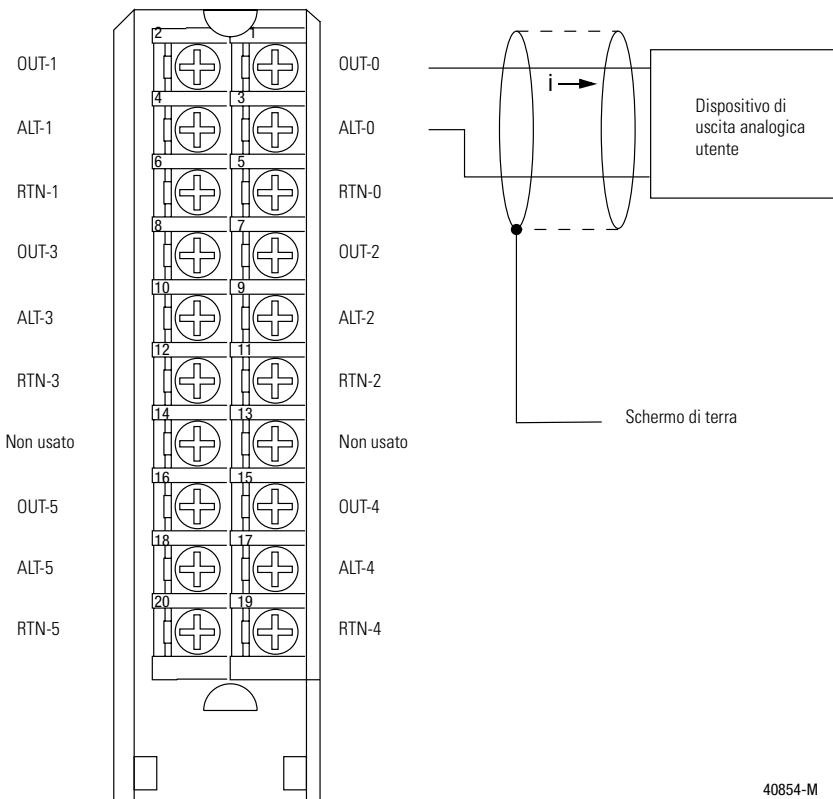 2 1
OUT-1 OUT-0
4 3
ALT-1 ALT-0
6 5
RTN-1 RTN-0
8 7
OUT-3 OUT-2
10 9
ALT-3 ALT-2
12 11
RTN-3 RTN-2
14 13
Non usato Non usato
16 15
OUT-5 OUT-4
18 17
ALT-5 ALT-4
20 19
RTN-5 RTN-4
i
Dispositivo di
uscita analogica
utente
Schermo di terra
40854-M